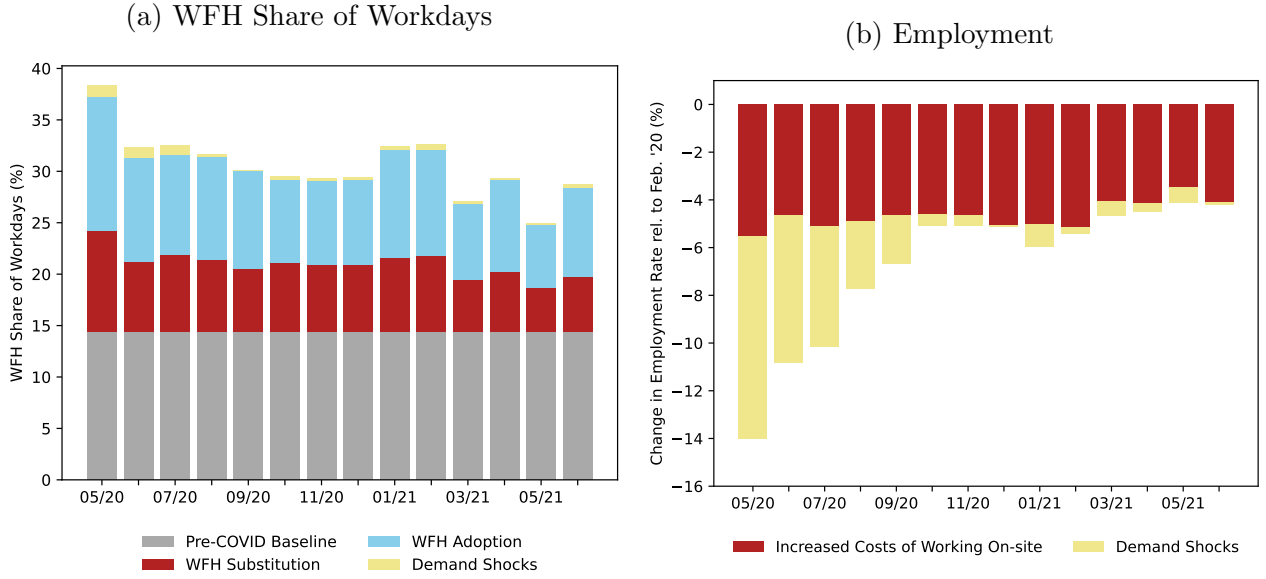 (a) WFH Share of Workdays
WFH Share of Workdays (%)
40
35
30
25
20
15
10
5
0
05/20 07/20 09/20 11/20 01/21 03/21 05/21
Pre-COVID Baseline WFH Adoption
WFH Substitution Demand Shocks
(b) Employment
Change in Employment Rate rel. to Feb. '20 (%)
0
−2
−4
−6
−8
−10
−12
−14
−16
05/20 07/20 09/20 11/20 01/21 03/21 05/21
Increased Costs of Working On-site Demand Shocks